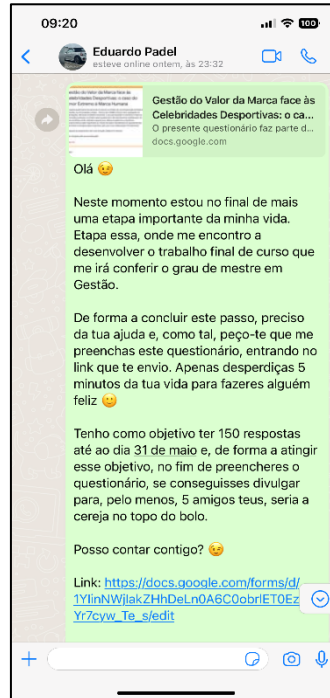 09:20
100
Eduardo Padel
esteve online ontem, às 23:32
Gestão do Valor da Marca face às
Celebridades Desportivas: o ca...
O presente questionário faz parte d...
docs.google.com
Olá 😉
Neste momento estou no final de mais
uma etapa importante da minha vida.
Etapa essa, onde me encontro a
desenvolver o trabalho final de curso que
me irá conferir o grau de mestre em
Gestão.
De forma a concluir este passo, preciso
da tua ajuda e, como tal, peço-te que me
preenchas este questionário, entrando no
link que te envio. Apenas desperdiças 5
minutos da tua vida para fazeres alguém
feliz 🙂
Tenho como objetivo ter 150 respostas
até ao dia 31 de maio e, de forma a atingir
esse objetivo, no fim de preencheres o
questionário, se conseguisses divulgar
para, pelo menos, 5 amigos teus, seria a
cereja no topo do bolo.
Posso contar contigo? 😉
Link: https://docs.google.com/forms/d/
1YIinNWjlakZHhDeLn0A6C0obrlET0Ez
Yr7cyw_Te_s/edit